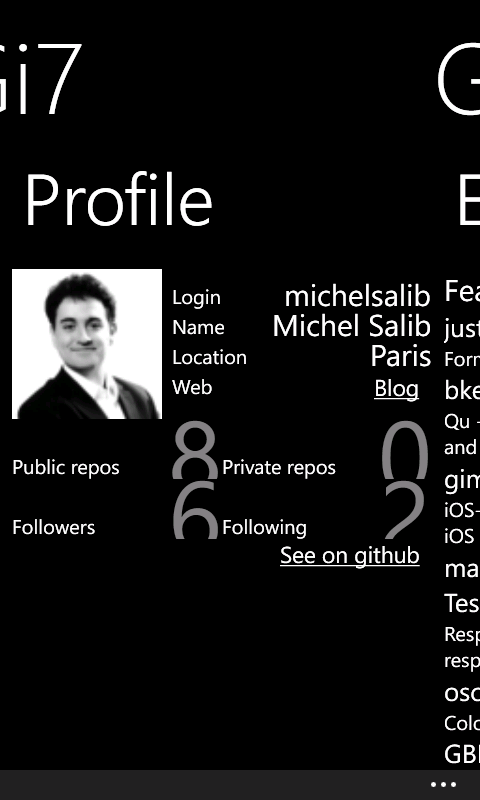 Gi7
Profile
Login michelsalib
Name Michel Salib
Location Paris
Web Blog
Public repos 8 Private repos 0
Followers 6 Following 2
See on github
Fea
just
Form
bke
Qu -
and
gim
iOS-
iOS
ma
Tes
Resp
resp
oso
Colo
GBI